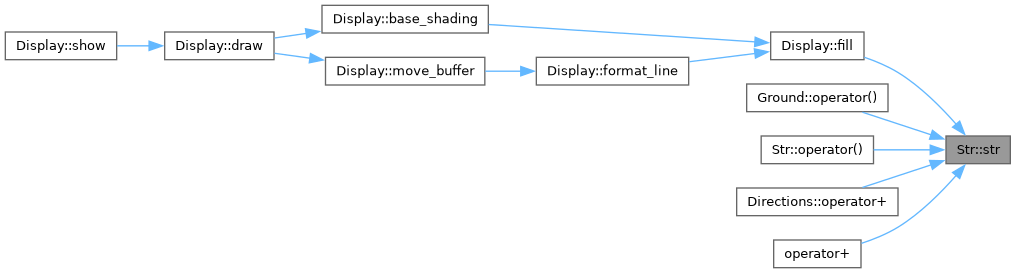 Display::show
Display::draw
Display::base_shading
Display::move_buffer
Display::format_line
Display::fill
Ground::operator()
Str::operator()
Directions::operator+
operator+
Str::str